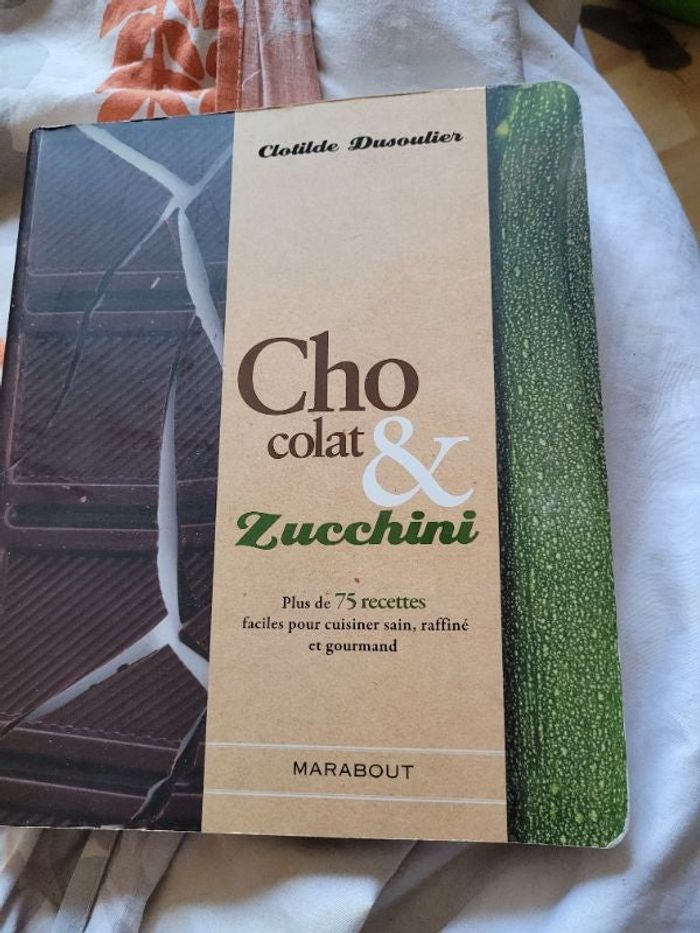 Clotilde Dusoulier
Cho
colat &
Zucchini
Plus de 75 recettes
faciles pour cuisiner sain, raffiné
et gourmand
MARABOUT